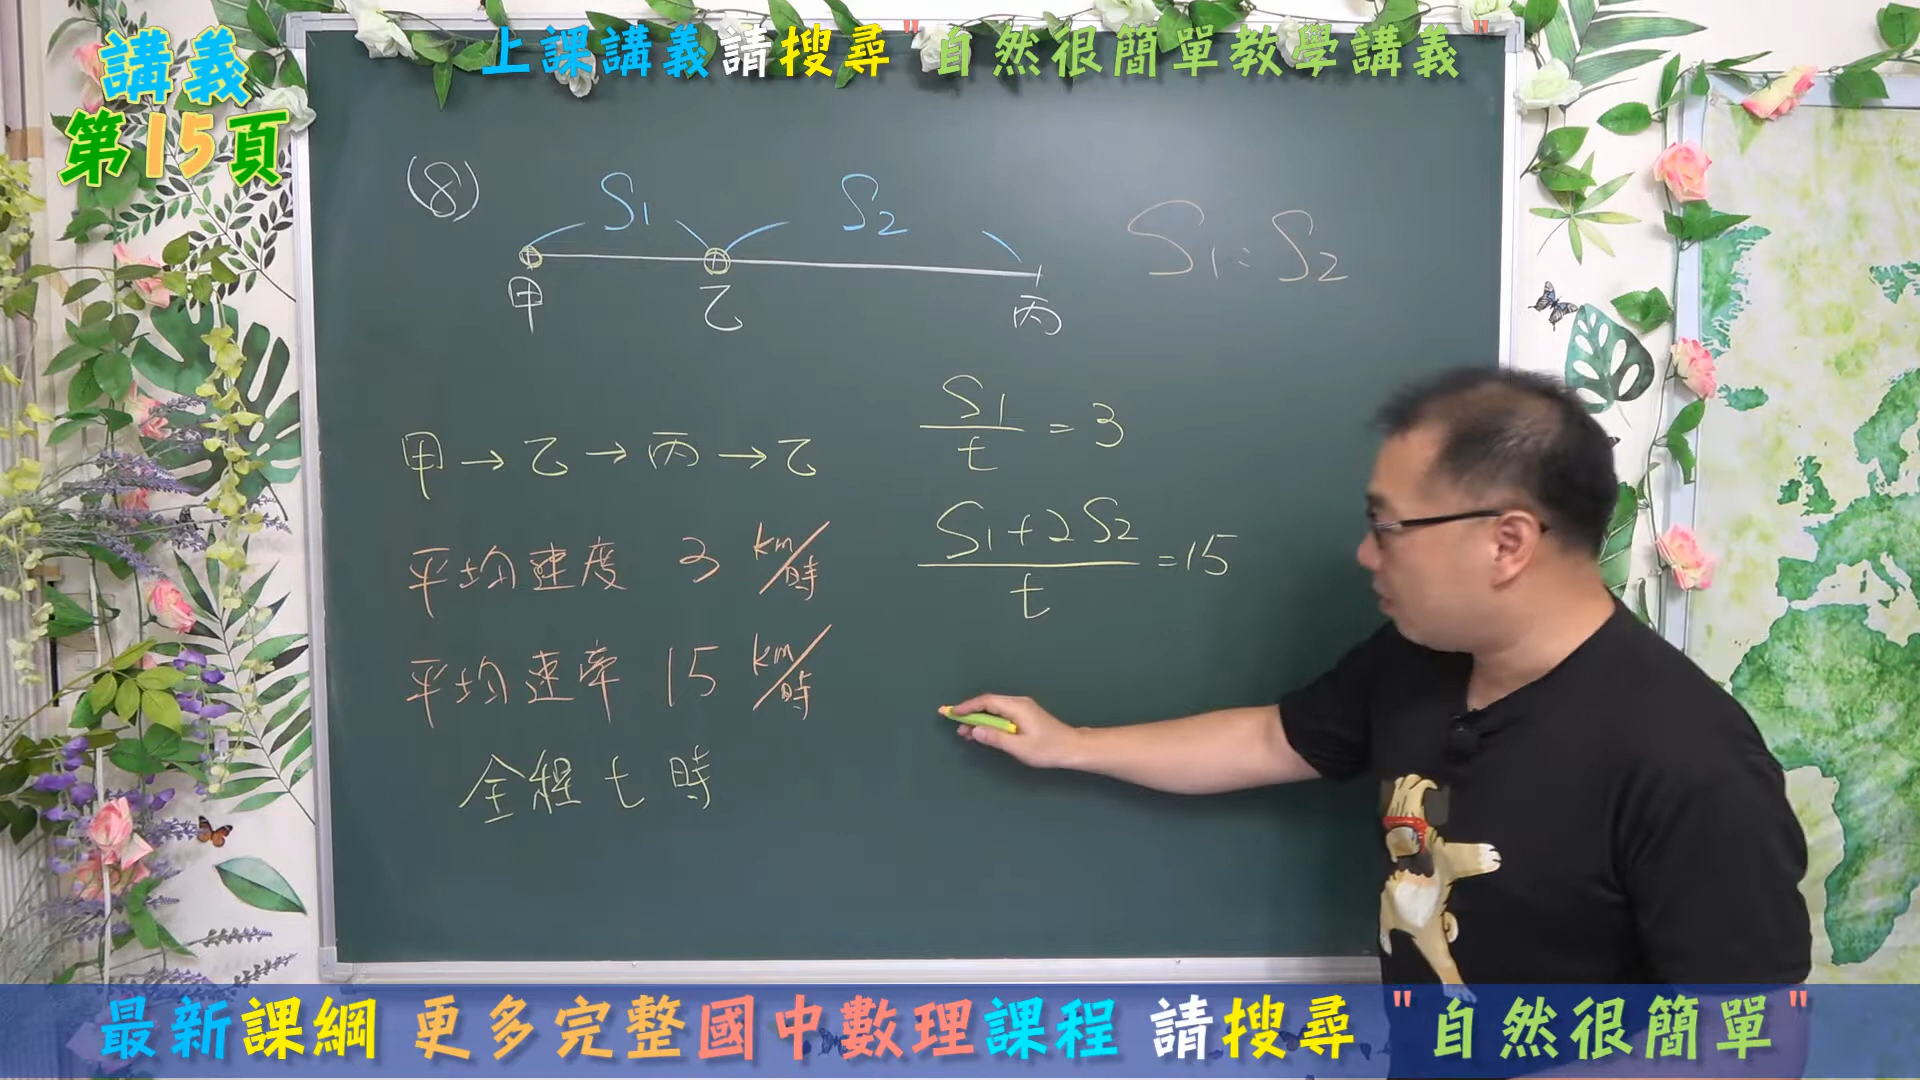 上課講義請搜尋"自然很簡單教學講義"
講義
第15頁
(8)
S1 S2
甲 乙 丙
S1:S2
甲→乙→丙→乙
平均速度 3 km/時
平均速率 15 km/時
全程 t 時
S1/t=3
S1+2S2/t=15
最新課綱 更多完整國中數理課程 請搜尋"自然很簡單"